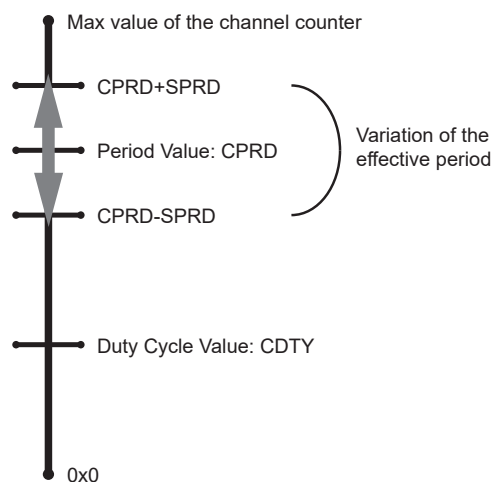 Max value of the channel counter
CPRD+SPRD
Period Value: CPRD
Variation of the
effective period
CPRD-SPRD
Duty Cycle Value: CDTY
0x0